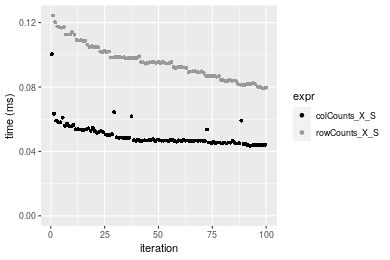 0.12
0.08
0.04
0.00
time (ms)
0
25
50
75
100
iteration
expr
colCounts_X_S
rowCounts_X_S